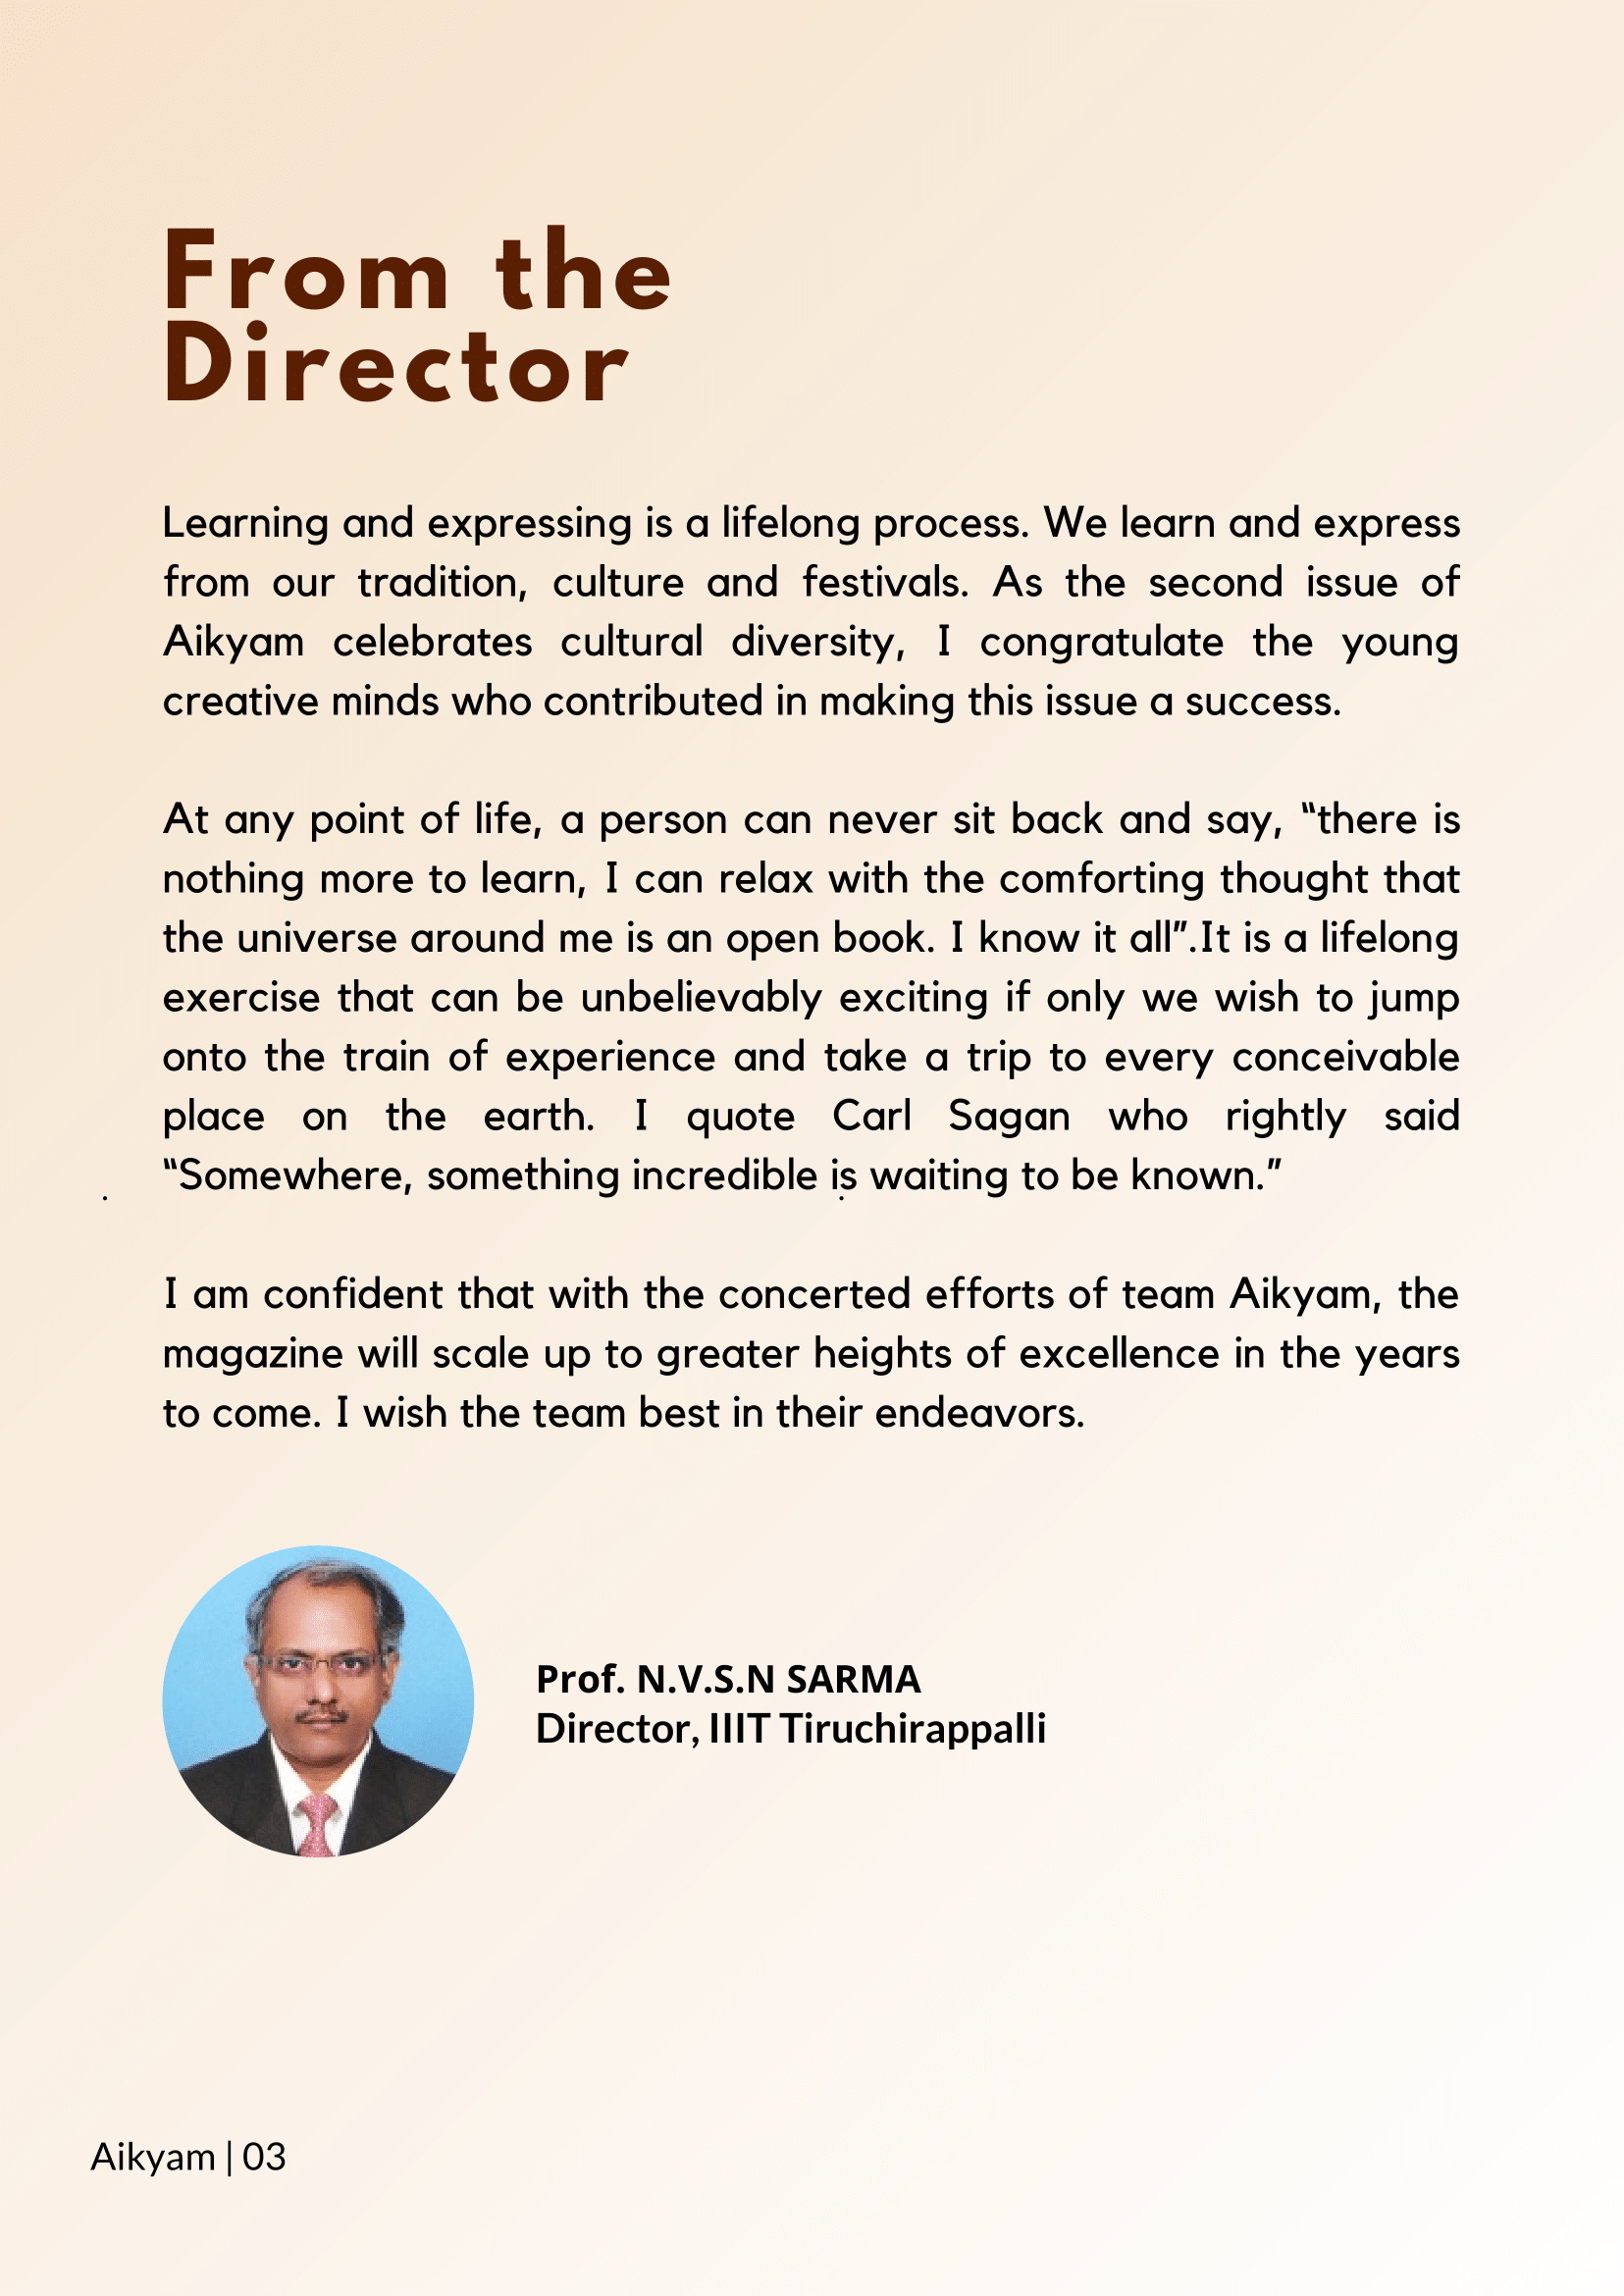 From the
Director
Learning and expressing is a lifelong process. We learn and express
from our tradition, culture and festivals. As the second issue of
Aikyam celebrates cultural diversity, I congratulate the young
creative minds who contributed in making this issue a success.
At any point of life, a person can never sit back and say, “there is
nothing more to learn, I can relax with the comforting thought that
the universe around me is an open book. I know it all”.It is a lifelong
exercise that can be unbelievably exciting if only we wish to jump
onto the train of experience and take a trip to every conceivable
place on the earth. I quote Carl Sagan who rightly said
“Somewhere, something incredible is waiting to be known.”
I am confident that with the concerted efforts of team Aikyam, the
magazine will scale up to greater heights of excellence in the years
to come. I wish the team best in their endeavors.
Prof. N.V.S.N SARMA
Director, IIIT Tiruchirappalli
Aikyam | 03